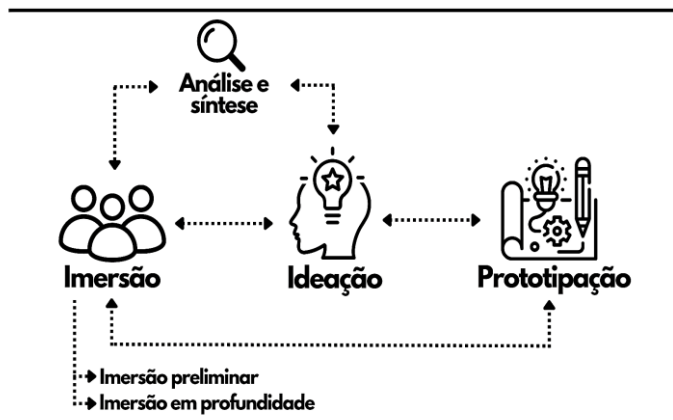 Análise e
síntese
Imersão
Ideação
Prototipação
Imersão preliminar
Imersão em profundidade